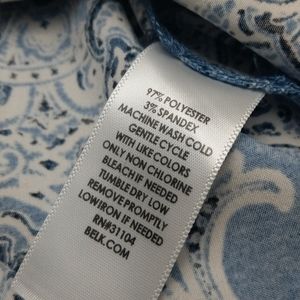 97% POLYESTER
3% SPANDEX
MACHINE WASH COLD
GENTLE CYCLE
WITH LIKE COLORS
ONLY NON CHLORINE
BLEACH IF NEEDED
TUMBLE DRY LOW
REMOVE PROMPTLY
LOW IRON IF NEEDED
RN#31104
BELK.COM